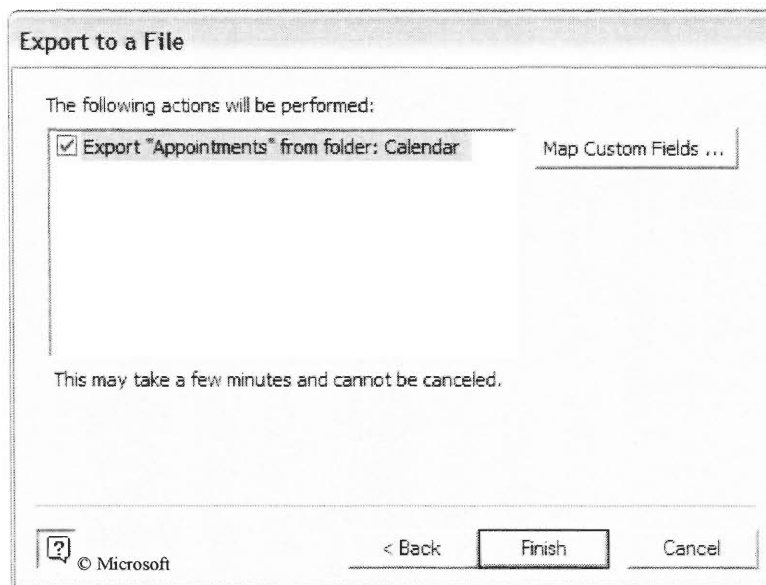 Export to a File
The following actions will be performed:
Export "Appointments" from folder: Calendar
Map Custom Fields ...
This may take a few minutes and cannot be canceled.
? © Microsoft
< Back
Finish
Cancel